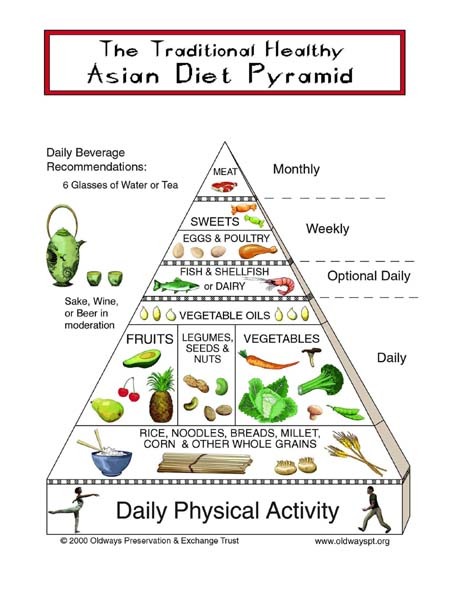 The Traditional Healthy
Asian Diet Pyramid
Daily Beverage
Recommendations:
6 Glasses of Water or Tea
Sake, Wine,
or Beer in
moderation
MEAT
Monthly
SWEETS
EGGS & POULTRY
Weekly
FISH & SHELLFISH
or DAIRY
Optional Daily
VEGETABLE OILS
FRUITS
LEGUMES,
SEEDS &
NUTS
VEGETABLES
Daily
RICE, NOODLES, BREADS, MILLET,
CORN & OTHER WHOLE GRAINS
Daily Physical Activity
© 2000 Oldways Preservation & Exchange Trust
www.oldwayspt.org